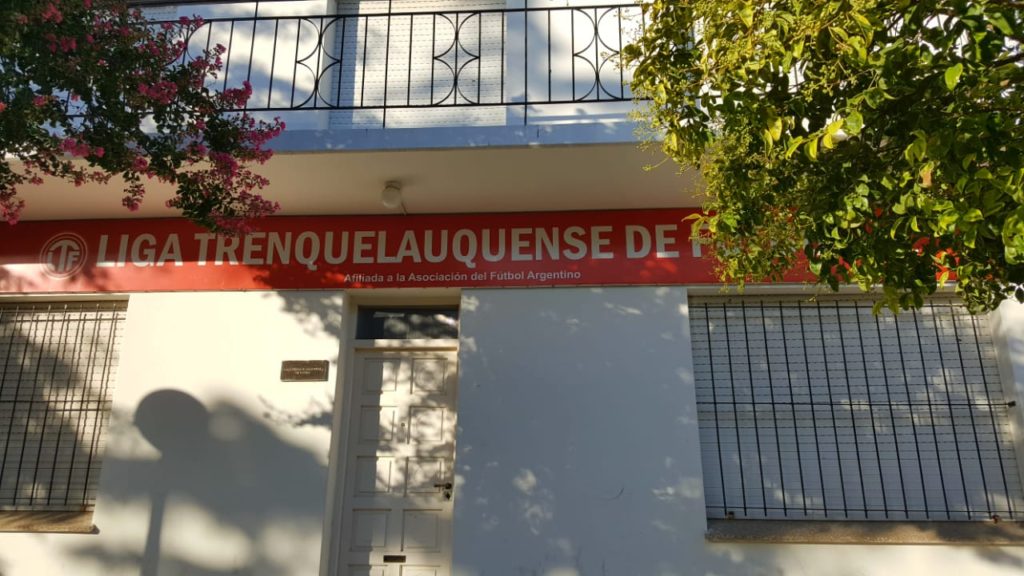 LTF LIGA TRENQUELAUQUENSE DE
Afiliada a la Asociación del Fútbol Argentino